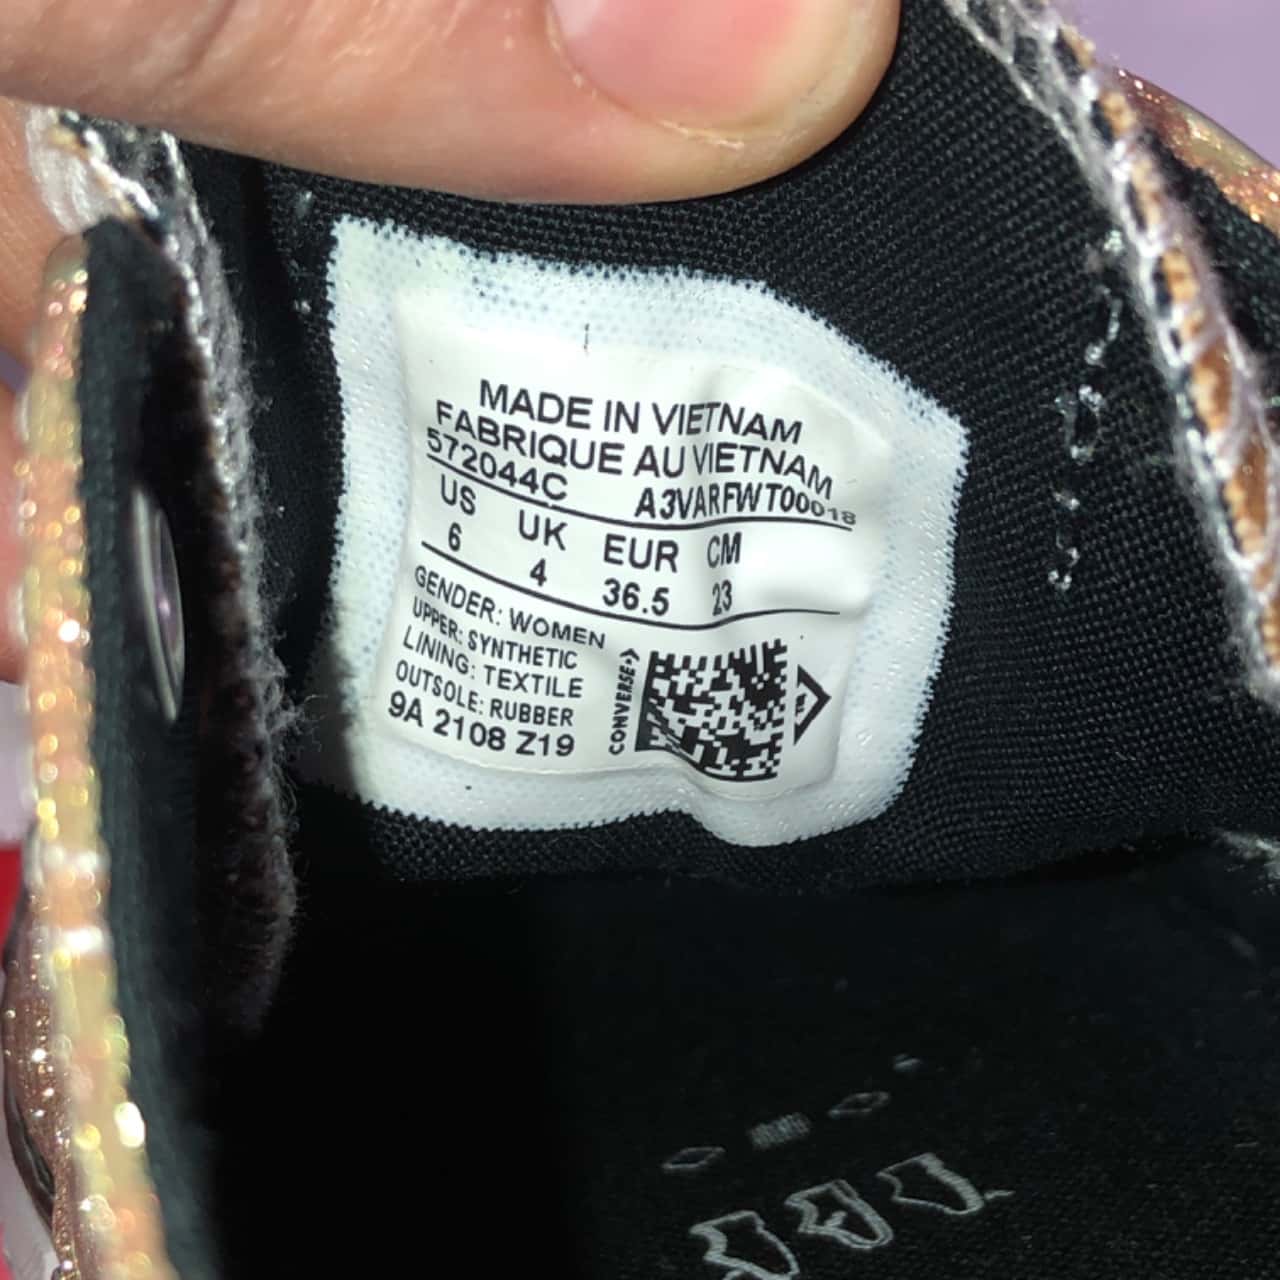 MADE IN VIETNAM
FABRIQUE AU VIETNAM
572044C A3VARFWT00018
US UK EUR CM
6 4 36.5 23
GENDER: WOMEN
UPPER: SYNTHETIC
LINING: TEXTILE
OUTSOLE: RUBBER
9A 2108 Z19
CONVERSE